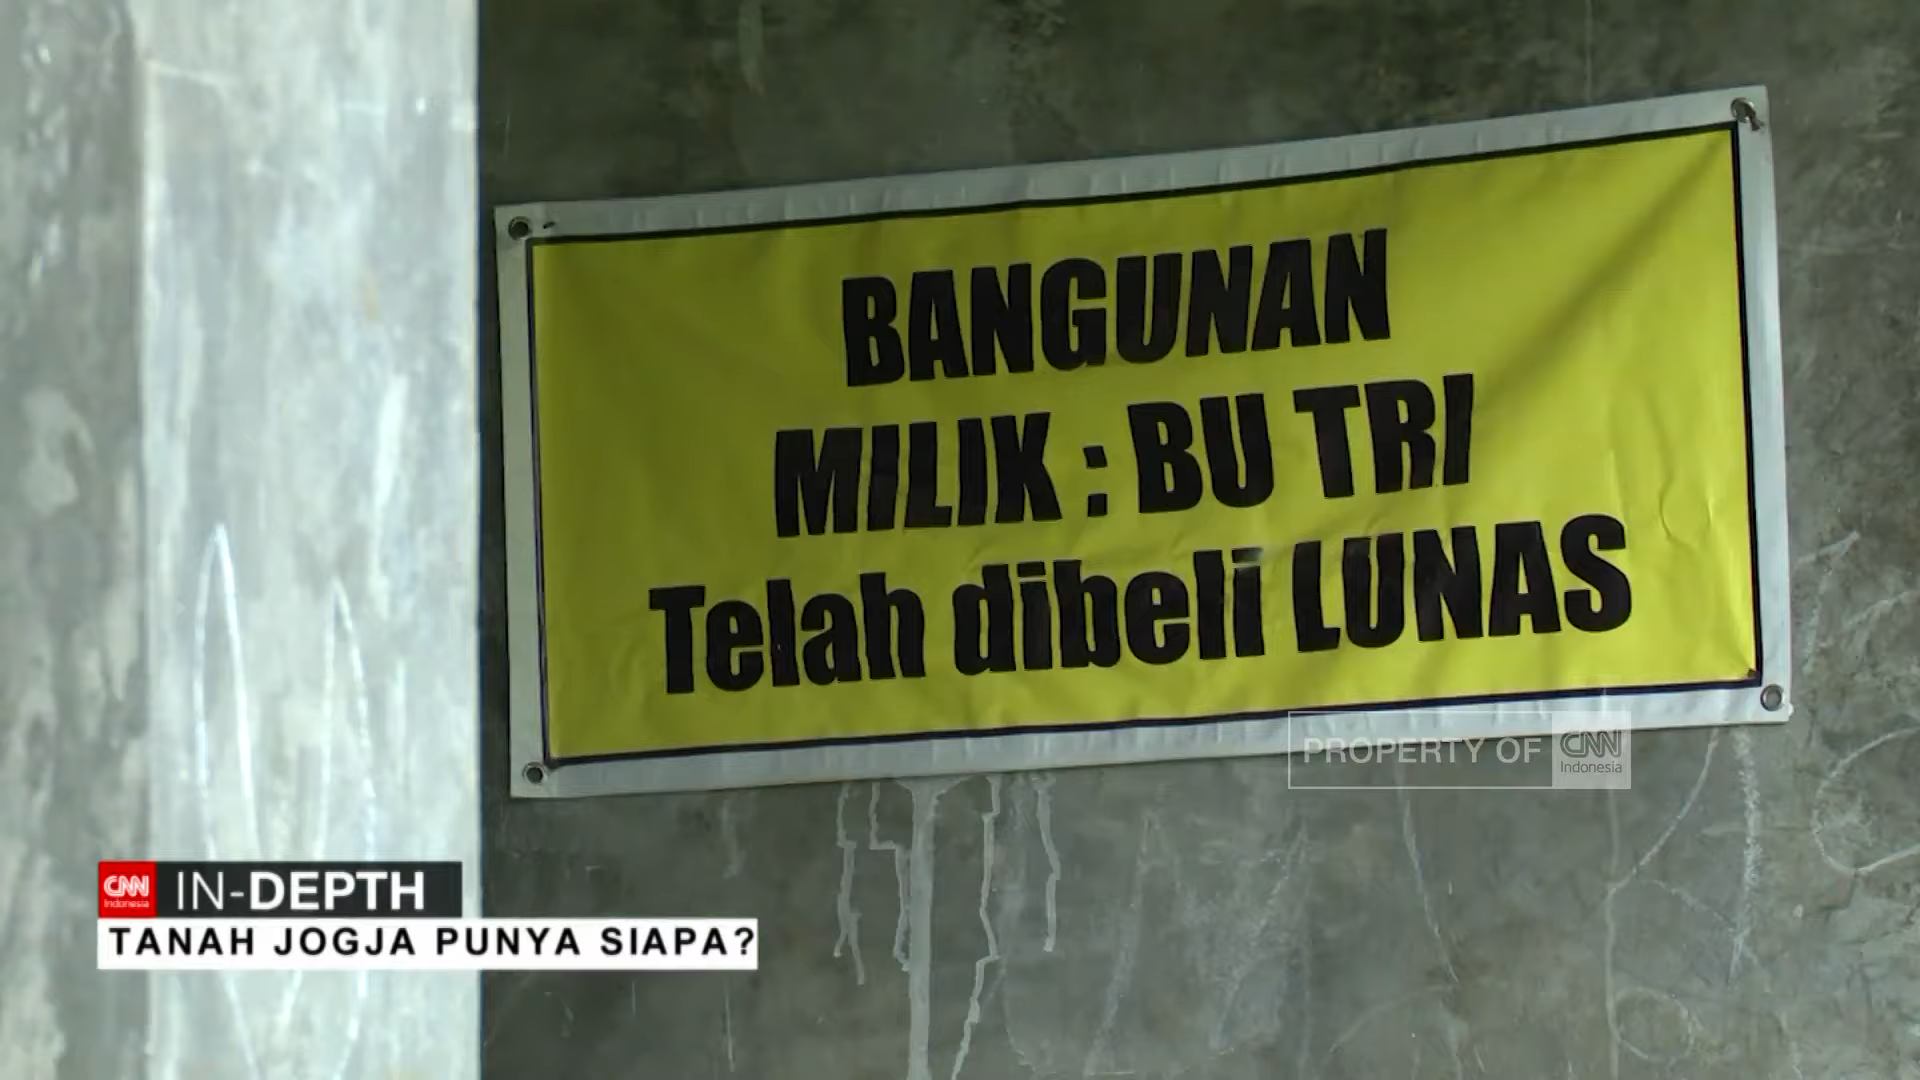 BANGUNAN
MILIK : BU TRI
Telah dibeli LUNAS
PROPERTY OF CNN Indonesia
CNN Indonesia IN-DEPTH
TANAH JOGJA PUNYA SIAPA?